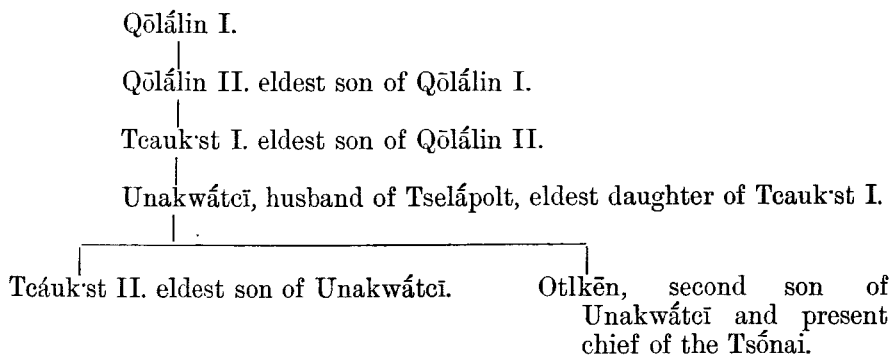 Qōlā́lin I.
Qōlā́lin II. eldest son of Qōlā́lin I.
Tcauk·st I. eldest son of Qōlā́lin II.
Unakwā́tcī, husband of Tselā́polt, eldest daughter of Tcauk·st I.
Tcáuk·st II. eldest son of Unakwā́tcī.
Otlkēn, second son of
Unakwā́tcī and present
chief of the Tsṓnai.